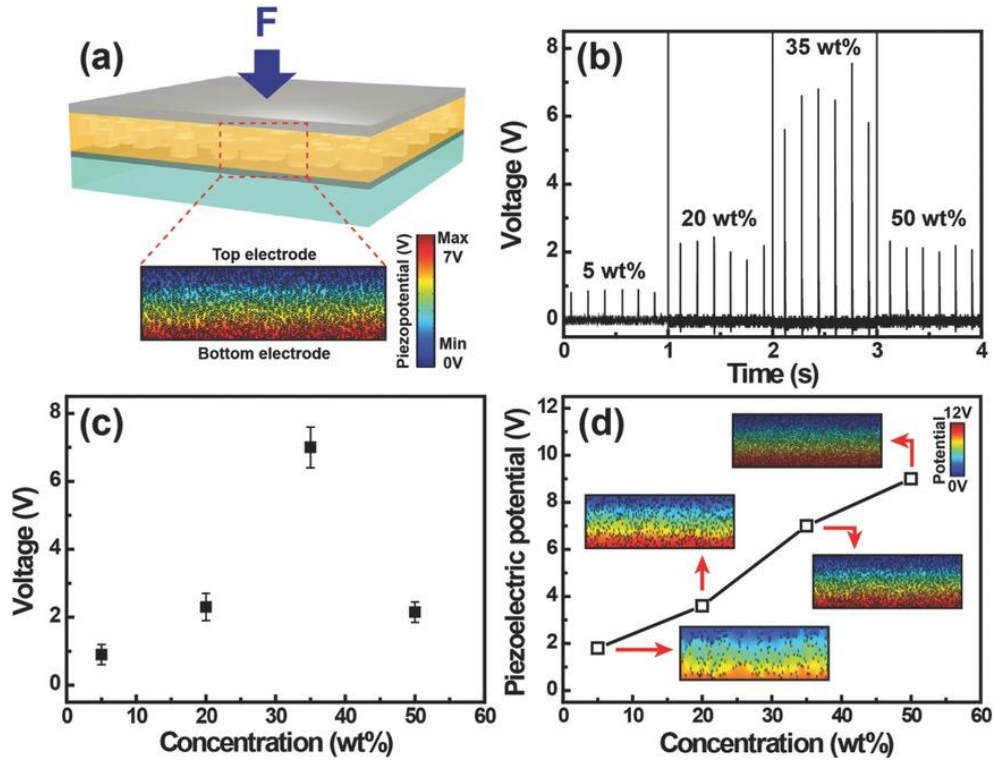 (a)
F
Top electrode
Bottom electrode
Piezopotential (V)
Max
7V
Min
0V
(b)
Voltage (V)
8
6
4
2
0
5 wt%
20 wt%
35 wt%
50 wt%
0 1 2 3 4
Time (s)
(c)
Voltage (V)
8
6
4
2
0
0 10 20 30 40 50 60
Concentration (wt%)
(d)
Piezoelectric potential (V)
12
10
8
6
4
2
0
12V
Potential
0V
0 10 20 30 40 50 60
Concentration (wt%)